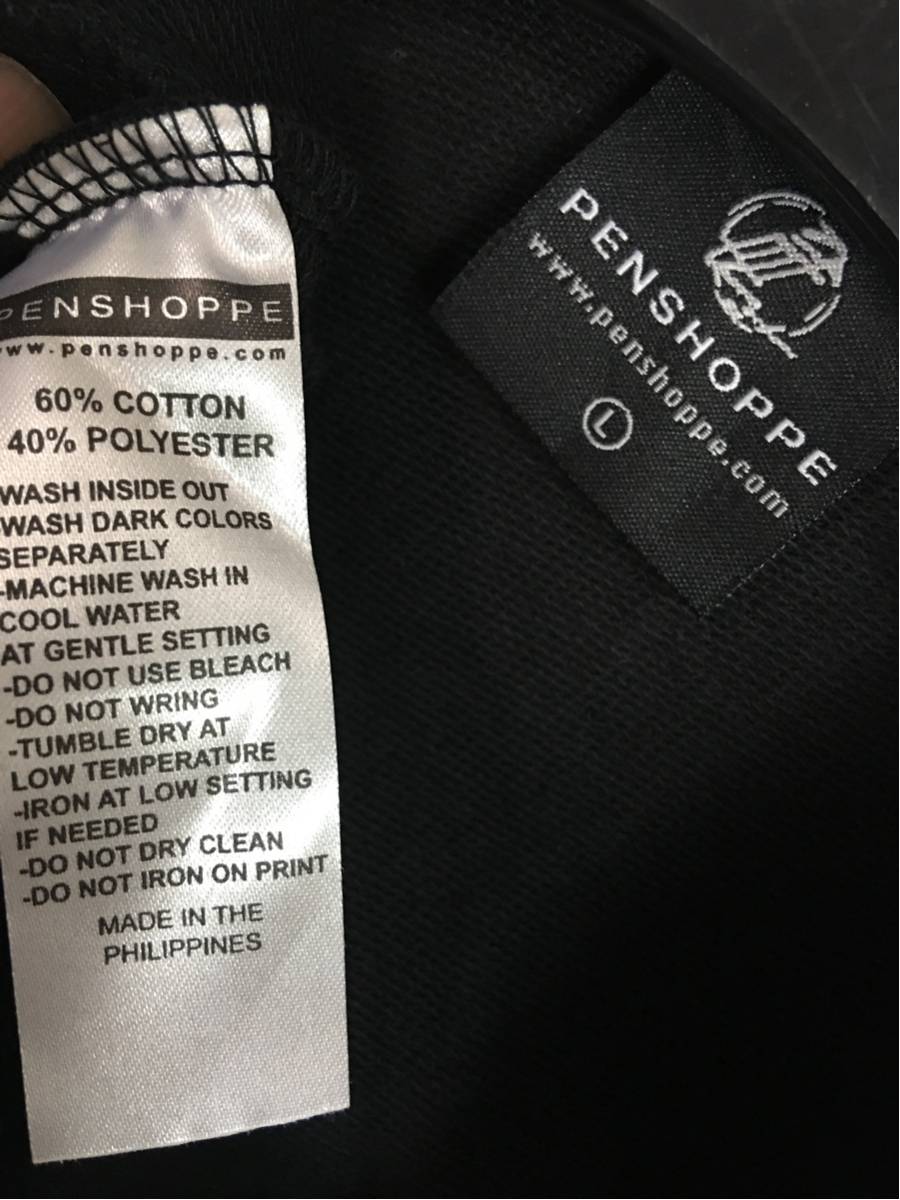 PENSHOPPE
www.penshoppe.com
60% COTTON
40% POLYESTER
WASH INSIDE OUT
-WASH DARK COLORS
SEPARATELY
-MACHINE WASH IN
COOL WATER
AT GENTLE SETTING
-DO NOT USE BLEACH
-DO NOT WRING
-TUMBLE DRY AT
LOW TEMPERATURE
-IRON AT LOW SETTING
IF NEEDED
-DO NOT DRY CLEAN
-DO NOT IRON ON PRINT
MADE IN THE
PHILIPPINES
PENSHOPPE
www.penshoppe.com
L